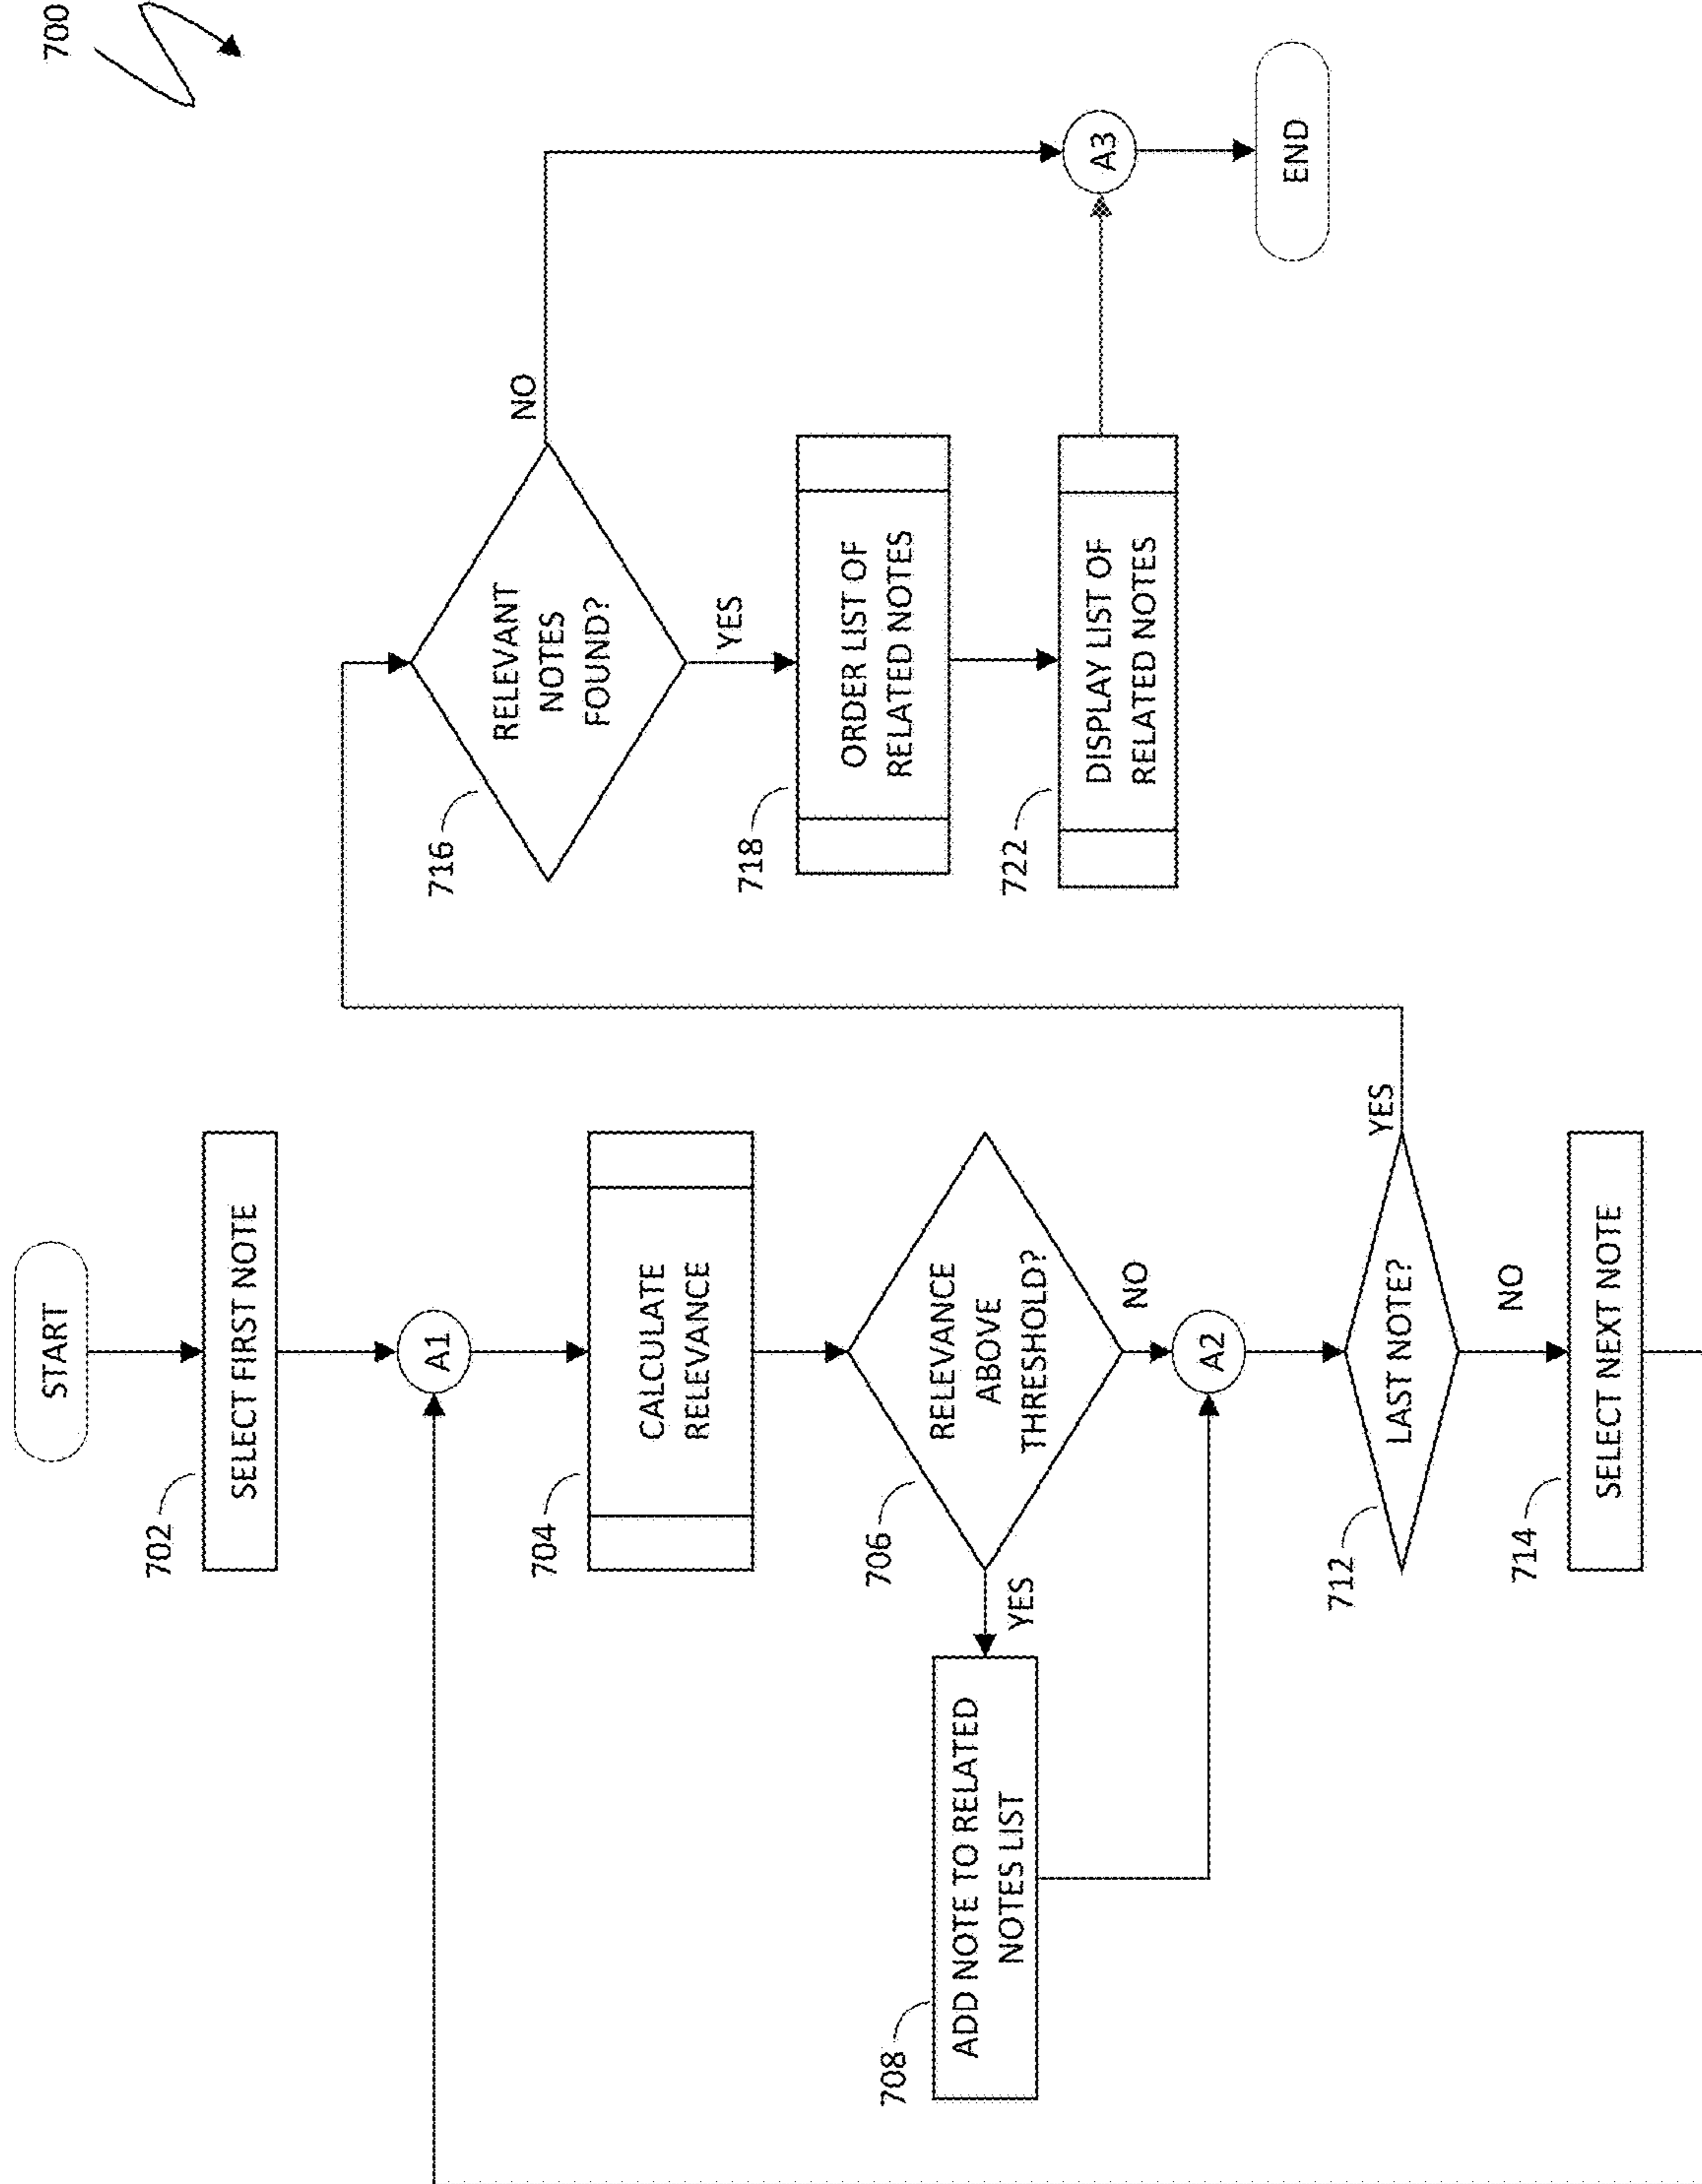 700
START
702
SELECT FIRST NOTE
A1
704
CALCULATE
RELEVANCE
706
RELEVANCE
ABOVE
THRESHOLD?
YES
NO
708
ADD NOTE TO RELATED
NOTES LIST
A2
712
LAST NOTE?
YES
NO
714
SELECT NEXT NOTE
716
RELEVANT
NOTES
FOUND?
NO
YES
718
ORDER LIST OF
RELATED NOTES
722
DISPLAY LIST OF
RELATED NOTES
A3
END